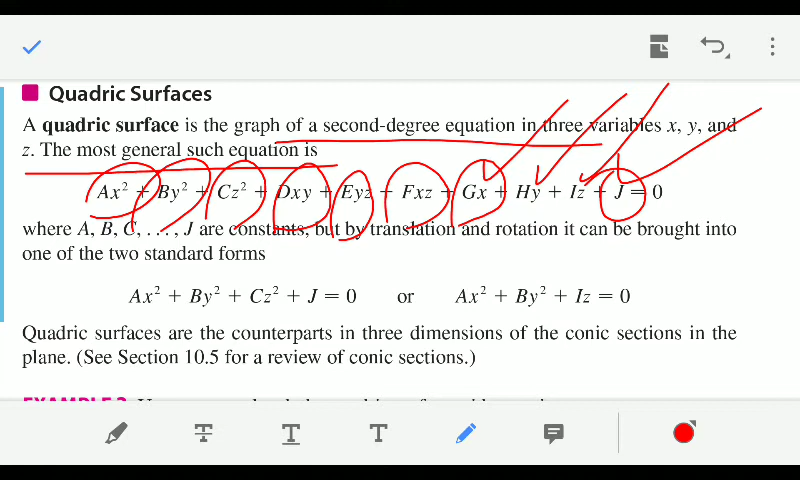 Quadric Surfaces
A quadric surface is the graph of a second-degree equation in three variables x, y, and
z. The most general such equation is
Ax² + By² + Cz² + Dxy + Eyz + Fxz + Gx + Hy + Iz + J = 0
where A, B, C, . . . , J are constants, but by translation and rotation it can be brought into
one of the two standard forms
Ax² + By² + Cz² + J = 0 or Ax² + By² + Iz = 0
Quadric surfaces are the counterparts in three dimensions of the conic sections in the
plane. (See Section 10.5 for a review of conic sections.)